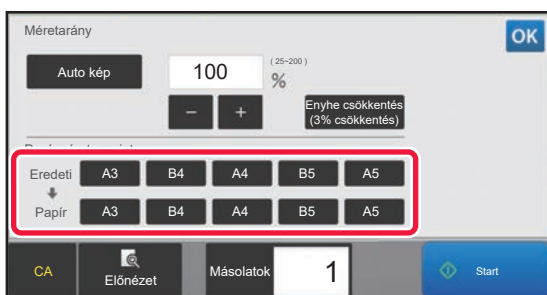 Méretarány
OK
Auto kép
100
( 25~200 )
%
−
+
Enyhe csökkentés
(3% csökkentés)
Eredeti
A3
B4
A4
B5
A5
Papír
A3
B4
A4
B5
A5
CA
Előnézet
Másolatok
1
Start